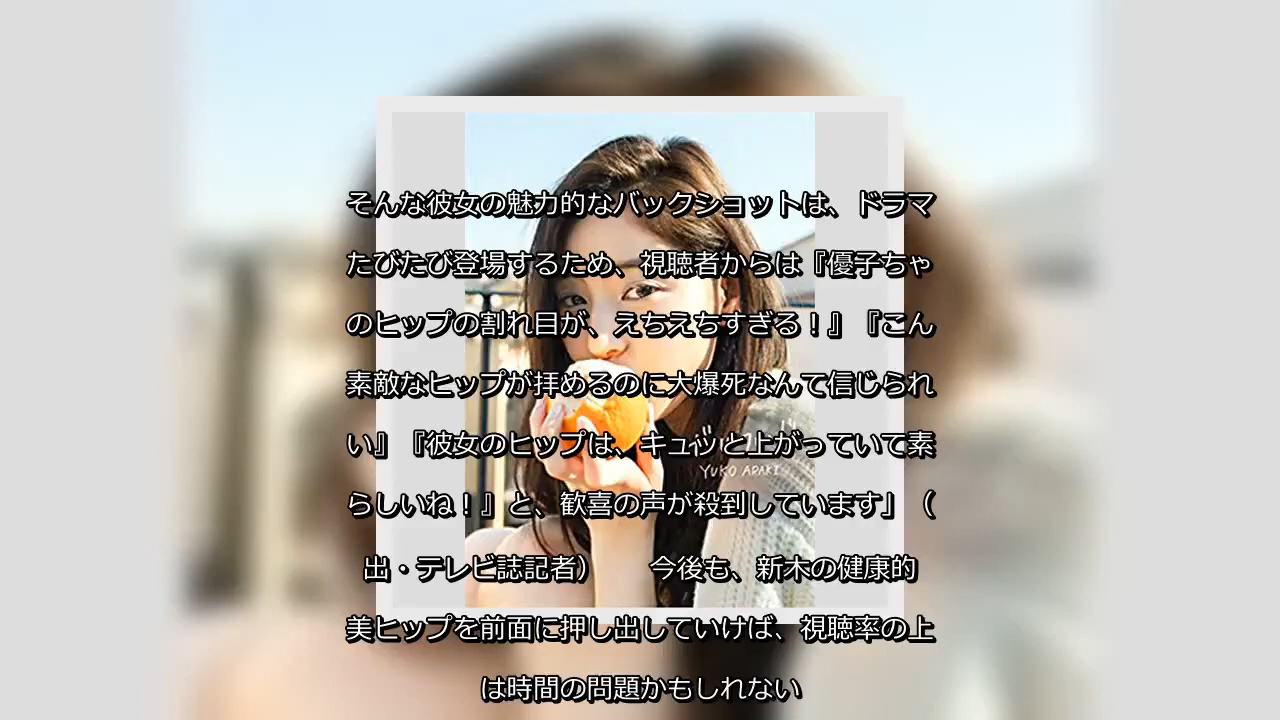 そんな彼女の魅力的なバックショットは、ドラマ
たびたび登場するため、視聴者からは『優子ちゃ
のヒップの割れ目が、えちえちすぎる！』『こん
素敵なヒップが拝めるのに大爆死なんて信じられ
い』『彼女のヒップは、キュッと上がっていて素
らしいね！』と、歓喜の声が殺到しています」（
出・テレビ誌記者）　　今後も、新木の健康的
美ヒップを前面に押し出していけば、視聴率の上
は時間の問題かもしれない
YUKO ARAKI